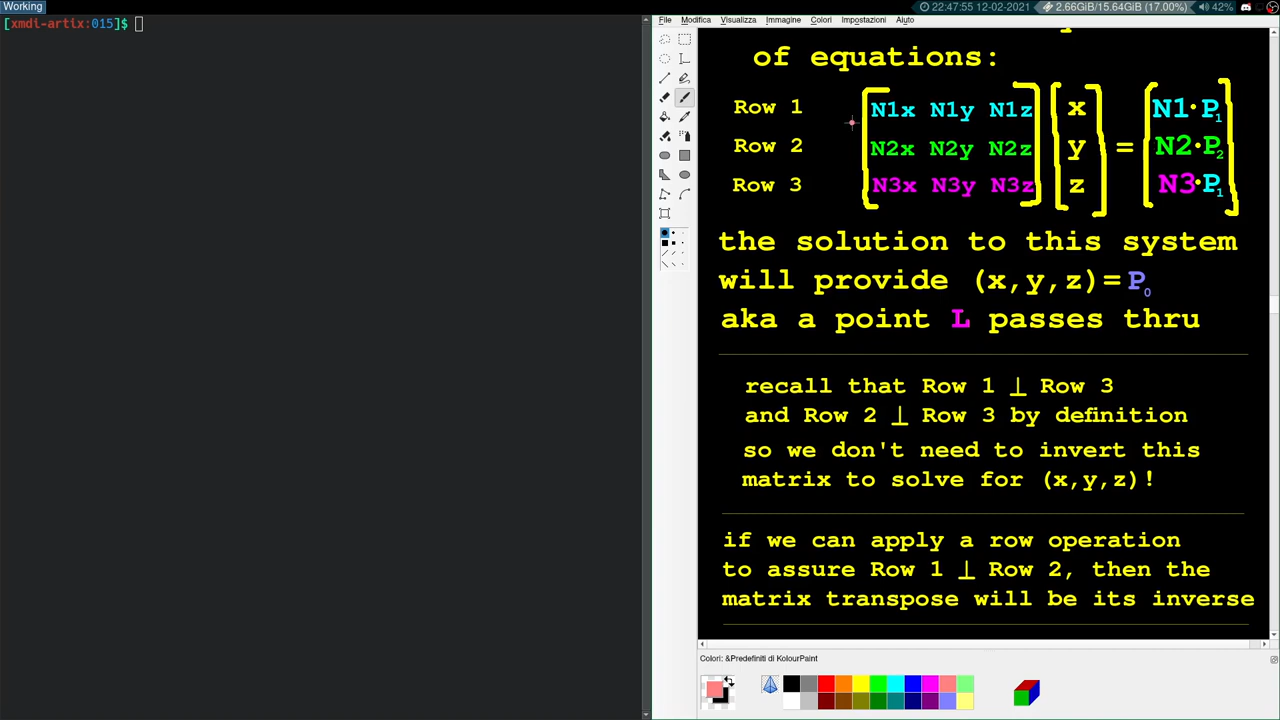 Working
22:47:55 12-02-2021 2.66GiB/15.64GiB (17.00%) 42%
[xmdi-artix:015]$
File Modifica Visualizza Immagine Colori Impostazioni Aiuto
of equations:
Row 1 N1x N1y N1z x N1·P1
Row 2 N2x N2y N2z y = N2·P2
Row 3 N3x N3y N3z z N3·P1
the solution to this system
will provide (x,y,z)=P0
aka a point L passes thru
recall that Row 1 ⊥ Row 3
and Row 2 ⊥ Row 3 by definition
so we don't need to invert this
matrix to solve for (x,y,z)!
if we can apply a row operation
to assure Row 1 ⊥ Row 2, then the
matrix transpose will be its inverse
Colori: &Predefiniti di KolourPaint